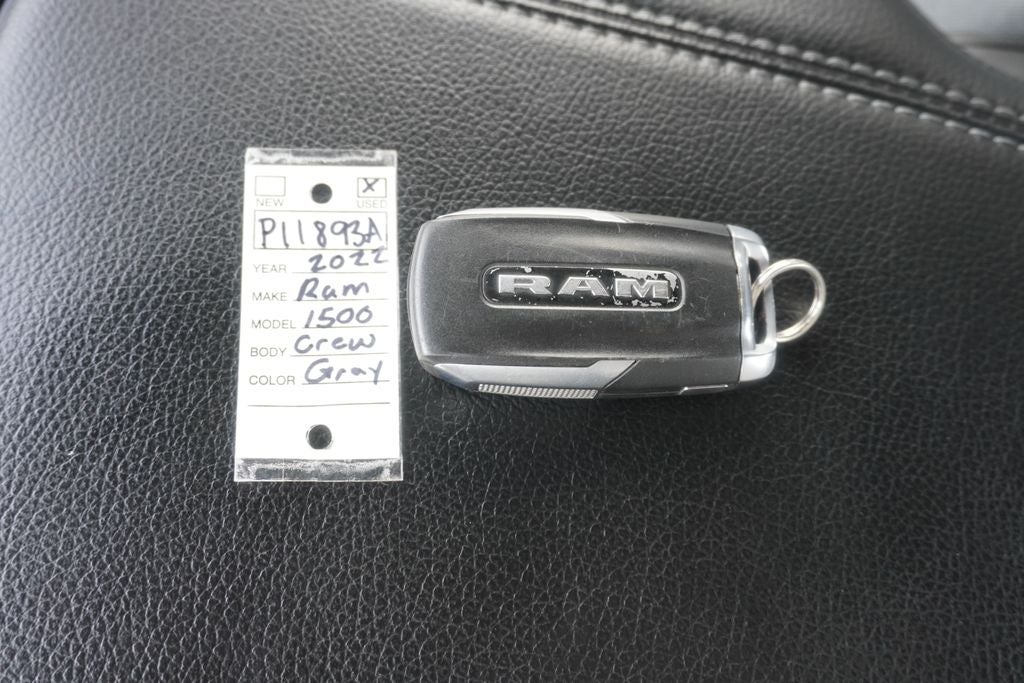 X
NEW USED
P11893A
YEAR 2022
MAKE Ram
MODEL 1500
BODY Crew
COLOR Gray
RAM